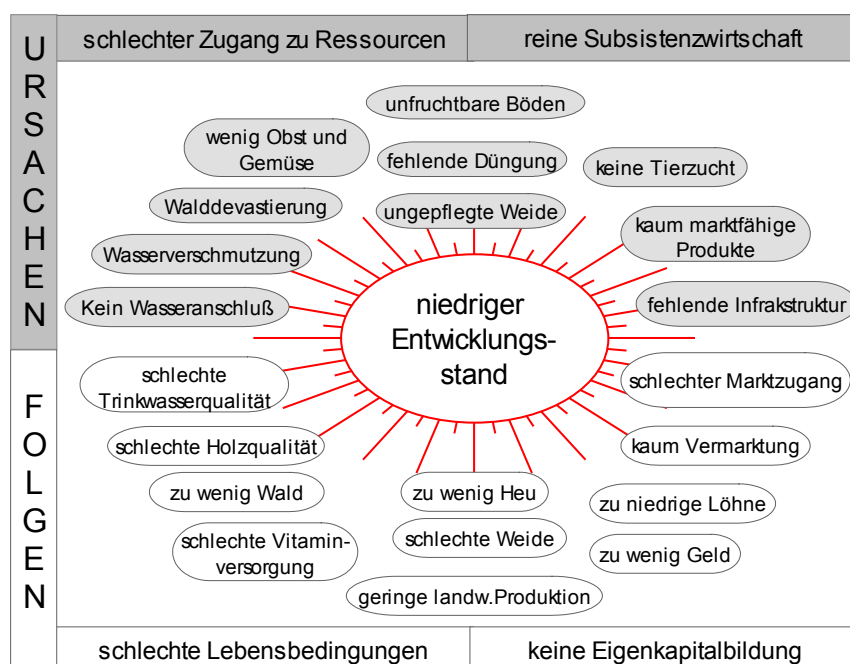 URSACHEN
schlechter Zugang zu Ressourcen
reine Subsistenzwirtschaft
unfruchtbare Böden
wenig Obst und
Gemüse
fehlende Düngung
keine Tierzucht
Walddevastierung
ungepflegte Weide
kaum marktfähige
Produkte
Wasserverschmutzung
Kein Wasseranschluß
fehlende Infrakstruktur
niedriger
Entwicklungs-
stand
FOLGEN
schlechte
Trinkwasserqualität
schlechter Marktzugang
schlechte Holzqualität
kaum Vermarktung
zu wenig Wald
zu wenig Heu
zu niedrige Löhne
schlechte Vitamin-
versorgung
schlechte Weide
zu wenig Geld
geringe landw.Produktion
schlechte Lebensbedingungen
keine Eigenkapitalbildung